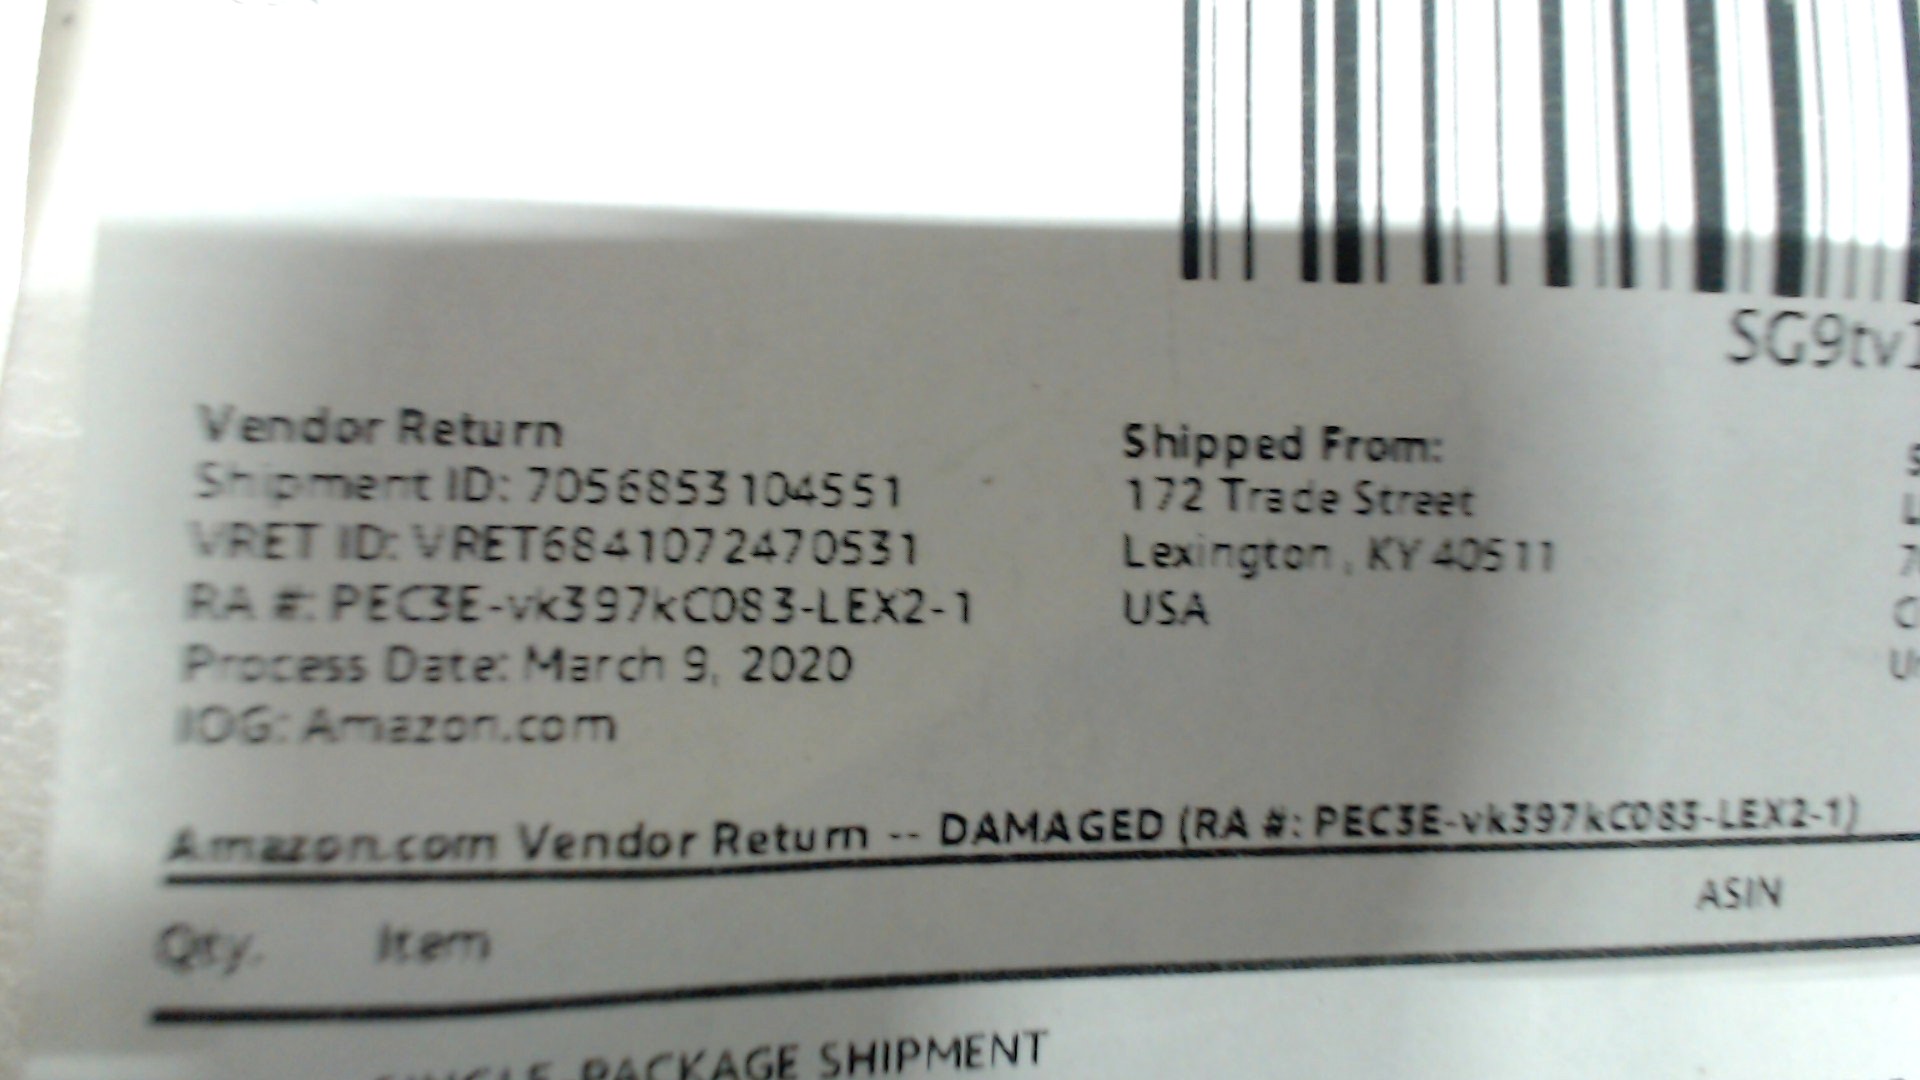 SG9tv1
Vendor Return
Shipment ID: 7056853104551
VRET ID: VRET6841072470531
RA #: PEC3E-vk397kC083-LEX2-1
Process Date: March 9, 2020
IOG: Amazon.com
Shipped From:
172 Trade Street
Lexington, KY 40511
USA
Amazon.com Vendor Return -- DAMAGED (RA #: PEC3E-vk397kC083-LEX2-1)
Qty. Item ASIN
SINGLE PACKAGE SHIPMENT